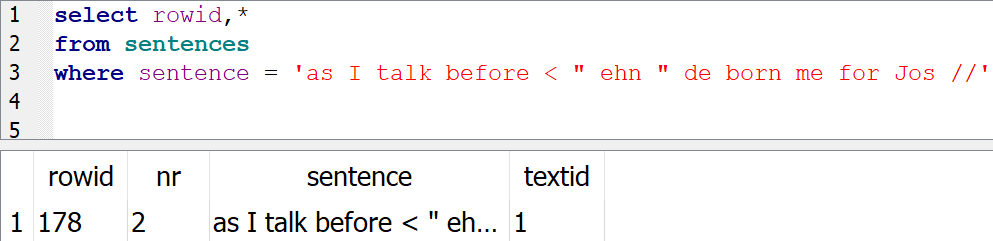 1 select rowid,*
2 from sentences
3 where sentence = 'as I talk before < " ehn " de born me for Jos //'
4
5
rowid nr sentence textid
1 178 2 as I talk before < " eh... 1